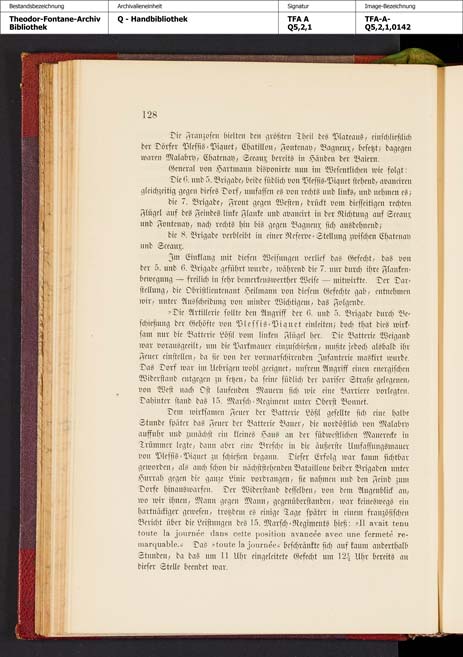 Bestandsbezeichnung
Theodor-Fontane-Archiv
Bibliothek
Archivalieneinheit
Q - Handbibliothek
Signatur
TFA A
Q5,2,1
Image-Bezeichnung
TFA-A-
Q5,2,1,0142
128
Die Franzosen hielten den größten Theil des Plateaus, einschließlich
der Dörfer Plessis-Piquet, Chatillon, Fontenay, Bagneux, besetzt; dagegen
waren Malabry, Chatenay, Sceaux bereits in Händen der Baiern.
General von Hartmann disponirte nun im Wesentlichen wie folgt:
Die 6. und 5. Brigade, beide südlich von Plessis-Piquet stehend, avanciren
gleichzeitig gegen dieses Dorf, umfassen es von rechts und links, und nehmen es;
die 7. Brigade, Front gegen Westen, drückt vom diesseitigen rechten
Flügel auf des Feindes linke Flanke und avancirt in der Richtung auf Sceaux
und Fontenay, nach rechts hin bis gegen Bagneux sich ausdehnend;
die 8. Brigade verbleibt in einer Reserve-Stellung zwischen Chatenay
und Sceaux.
Im Einklang mit diesen Weisungen verlief das Gefecht, das von
der 5. und 6. Brigade geführt wurde, während die 7. nur durch ihre Flanken-
bewegung — freilich in sehr bemerkenswerther Weise — mitwirkte. Der Dar-
stellung, die Obristlieutenant Heilmann von diesem Gefechte gab, entnehmen
wir, unter Ausscheidung von minder Wichtigem, das Folgende.
»Die Artillerie sollte den Angriff der 6. und 5. Brigade durch Be-
schießung der Gehöfte von Plessis-Piquet einleiten; doch that dies wirk-
sam nur die Batterie Lößl vom linken Flügel her. Die Batterie Weigand
war vorausgeeilt, um die Parkmauer einzuschießen, mußte jedoch alsbald ihr
Feuer einstellen, da sie von der vormarschirenden Infanterie maskirt wurde.
Das Dorf war im Uebrigen wohl geeignet, unsrem Angriff einen energischen
Widerstand entgegen zu setzen, da seine südlich der pariser Straße gelegenen,
von West nach Ost laufenden Mauern sich wie eine Barriere vorlegten.
Dahinter stand das 15. Marsch-Regiment unter Oberst Bonnet.
Dem wirksamen Feuer der Batterie Lößl gesellte sich eine halbe
Stunde später das Feuer der Batterie Bauer, die nordöstlich von Malabry
auffuhr und zunächst ein kleines Haus an der südwestlichen Mauerecke in
Trümmer legte, dann aber eine Bresche in die äußerste Umfassungsmauer
von Plessis-Piquet zu schießen begann. Dieser Erfolg war kaum sichtbar
geworden, als auch schon die nächststehenden Bataillone beider Brigaden unter
Hurrah gegen die ganze Linie vordrangen, sie nahmen und den Feind zum
Dorfe hinauswarfen. Der Widerstand desselben, von dem Augenblick an,
wo wir ihnen, Mann gegen Mann, gegenüberstanden, war keineswegs ein
hartnäckiger gewesen, trotzdem es einige Tage später in einem französischen
Bericht über die Leistungen des 15. Marsch-Regiments hieß: »Il avait tenu
toute la journée dans cette position avancée avec une fermeté re-
marquable.« Das »toute la journée« beschränkte sich auf kaum anderthalb
Stunden, da das um 11 Uhr eingeleitete Gefecht um 12½ Uhr bereits an
dieser Stelle beendet war.